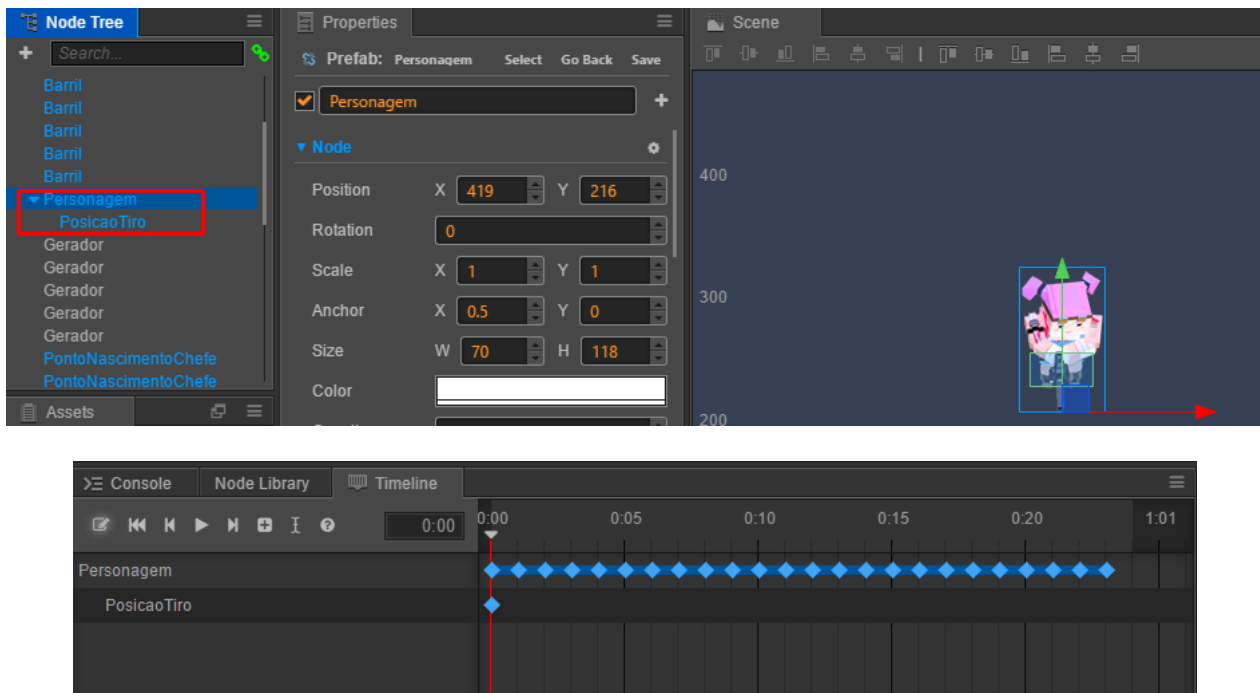 Node Tree
Search...
Barril
Barril
Barril
Barril
Barril
Personagem
PosicaoTiro
Gerador
Gerador
Gerador
Gerador
Gerador
PontoNascimentoChefe
PontoNascimentoChefe
Assets
Properties
Prefab: Personagem Select Go Back Save
Personagem
Node
Position X 419 Y 216
Rotation 0
Scale X 1 Y 1
Anchor X 0.5 Y 0
Size W 70 H 118
Color
Scene
400
300
200
Console Node Library Timeline
0:00 0:00 0:05 0:10 0:15 0:20 1:01
Personagem
PosicaoTiro